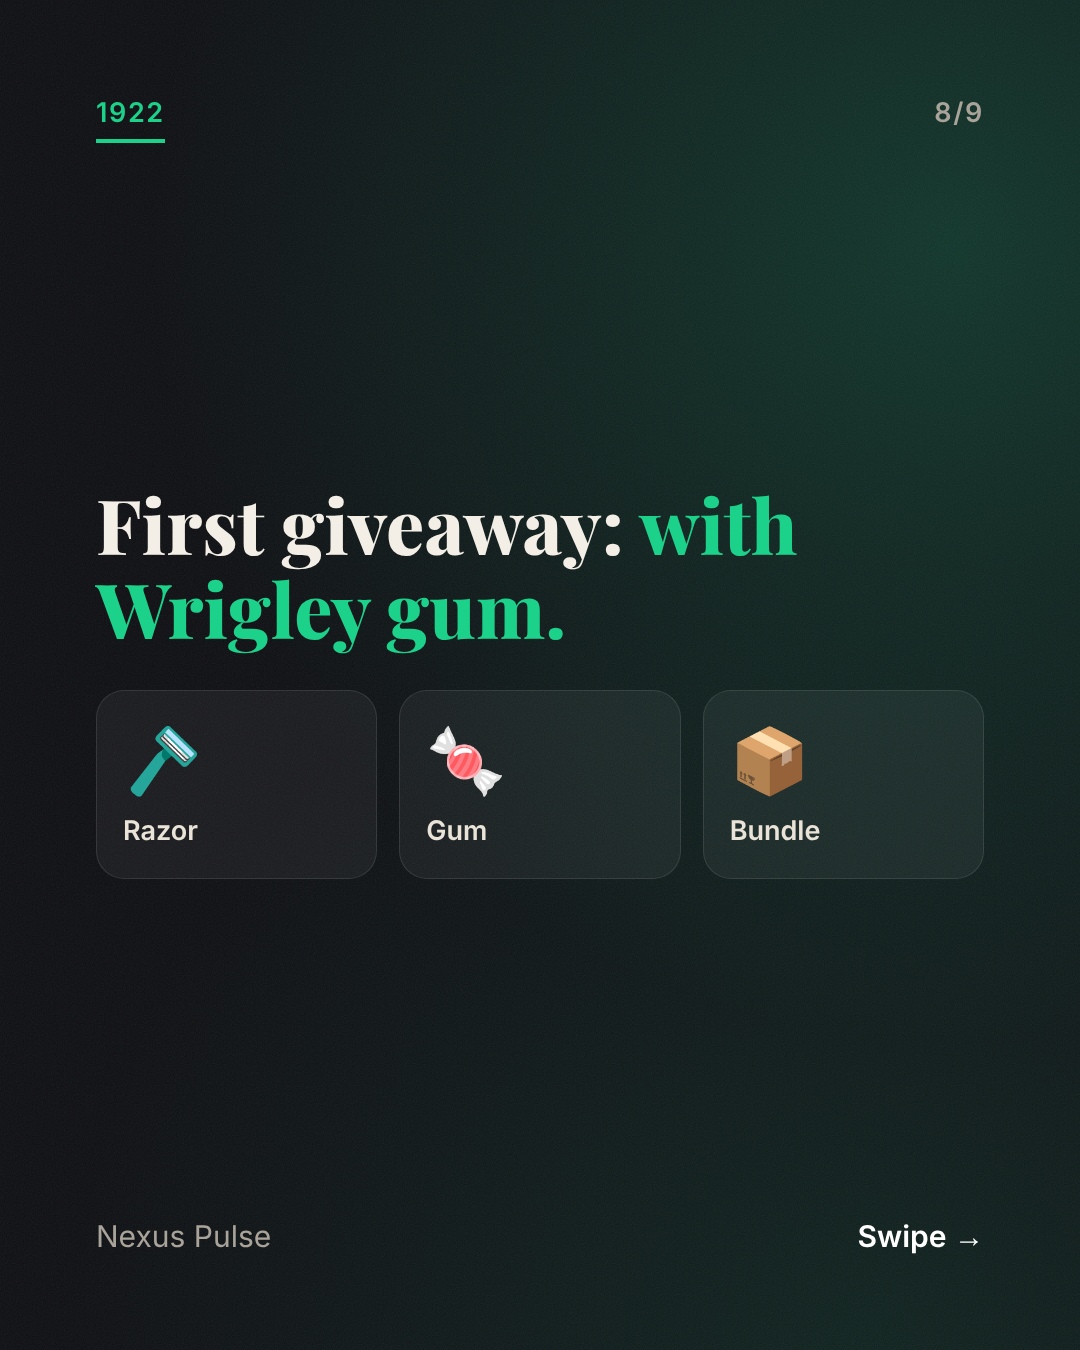 1922
8/9
First giveaway: with
Wrigley gum.
Razor
Gum
Bundle
Nexus Pulse
Swipe →